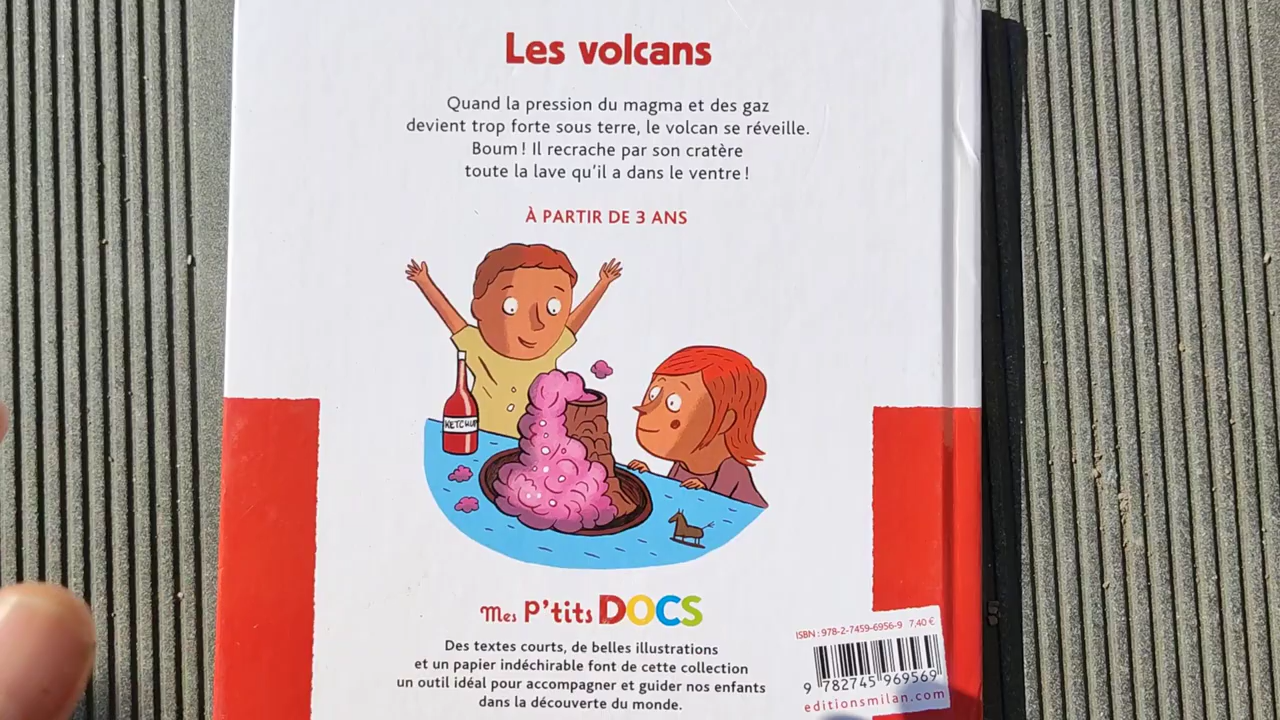 Les volcans
Quand la pression du magma et des gaz
devient trop forte sous terre, le volcan se réveille.
Boum ! Il recrache par son cratère
toute la lave qu'il a dans le ventre !
À PARTIR DE 3 ANS
KETCHUP
Mes P'tits DOCS
Des textes courts, de belles illustrations
et un papier indéchirable font de cette collection
un outil idéal pour accompagner et guider nos enfants
dans la découverte du monde.
ISBN : 978-2-7459-6956-9 7,40 €
9 782745 969569
editionsmilan.com